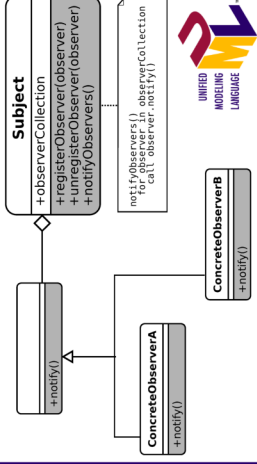 Subject
+observerCollection
+registerObserver(observer)
+unregisterObserver(observer)
+notifyObservers()
notifyObservers()
for observer in observerCollection
call observer.notify()
+notify()
ConcreteObserverA
+notify()
ConcreteObserverB
+notify()
UML
UNIFIED
MODELING
LANGUAGE